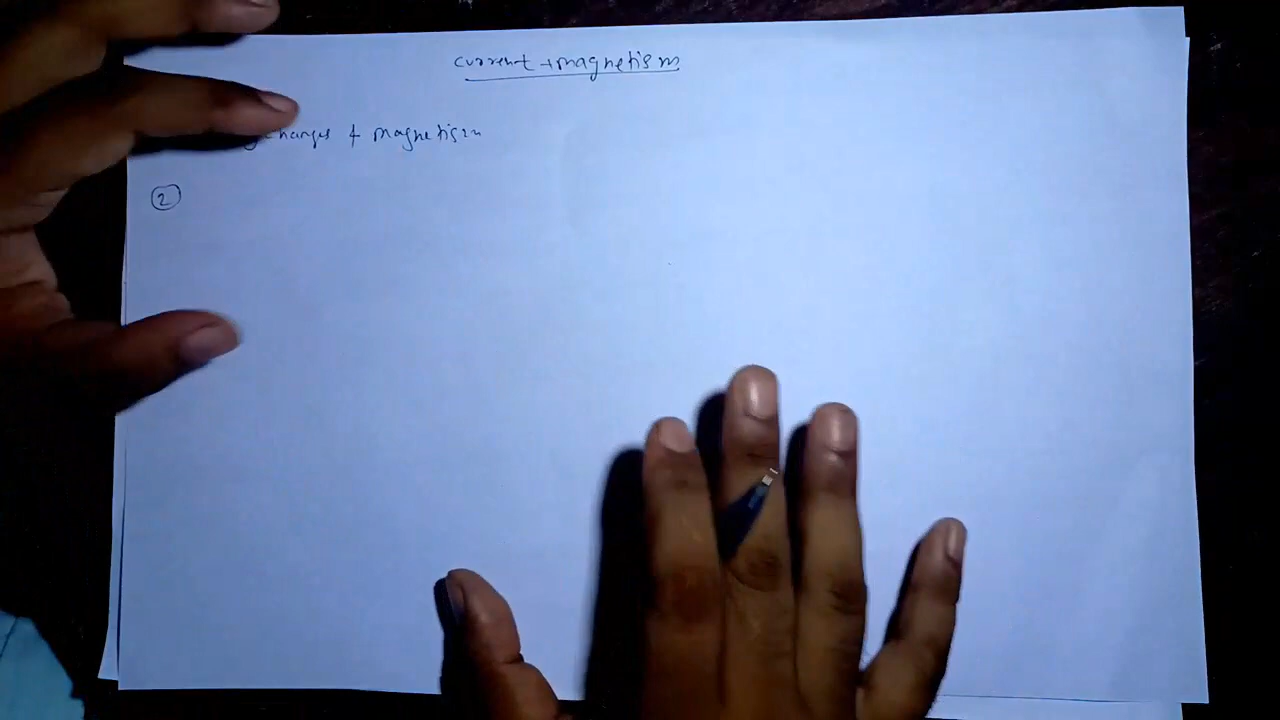 current + magnetism
charges & magnetism
2